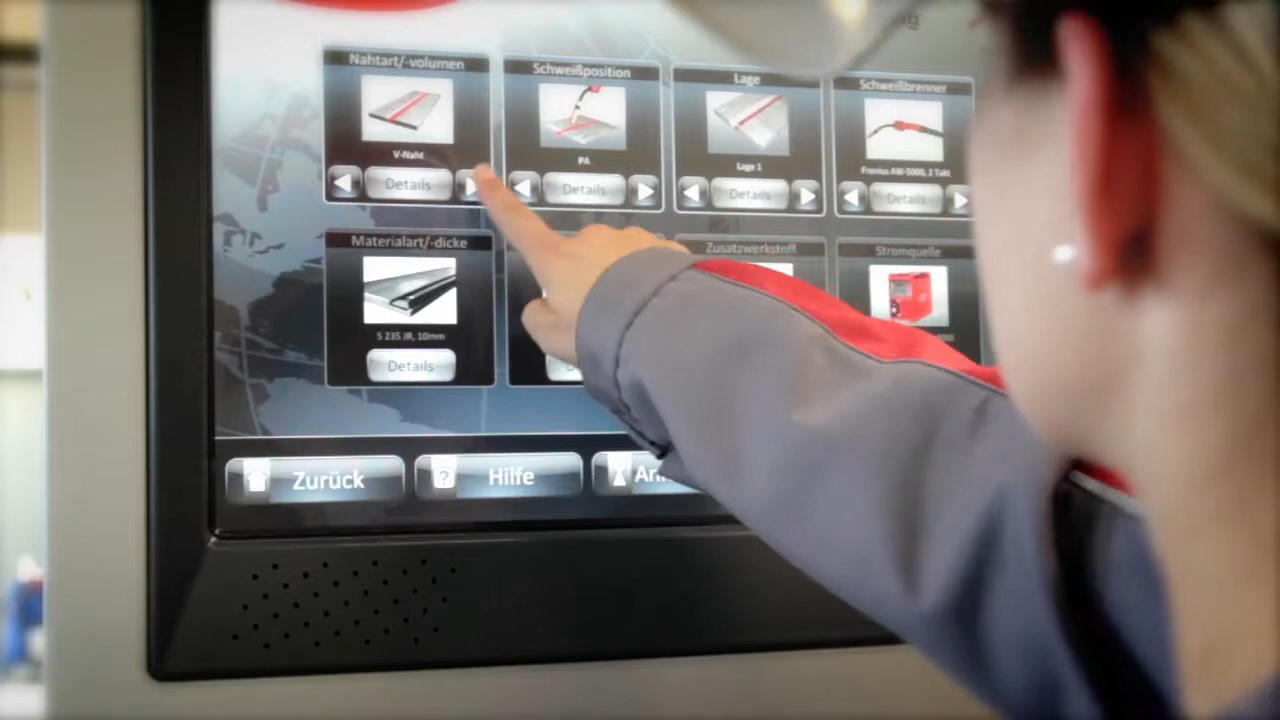 Nahtart/-volumen
Schweißposition
Lage
Schweißbrenner
V-Naht
PA
Lage 1
Fronius AW-5000, 2 Takt
Details
Details
Details
Details
Materialart/-dicke
Zusatzwerkstoff
Stromquelle
S 235 JR, 10mm
Details
Zurück
? Hilfe